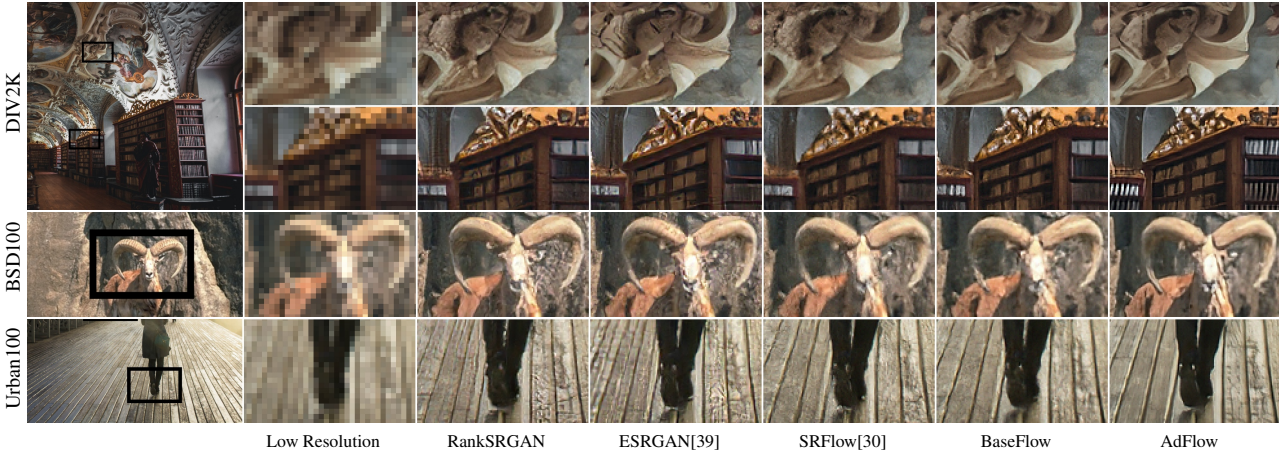 DIV2K
BSD100
Urban100
Low Resolution RankSRGAN ESRGAN[39] SRFlow[30] BaseFlow AdFlow